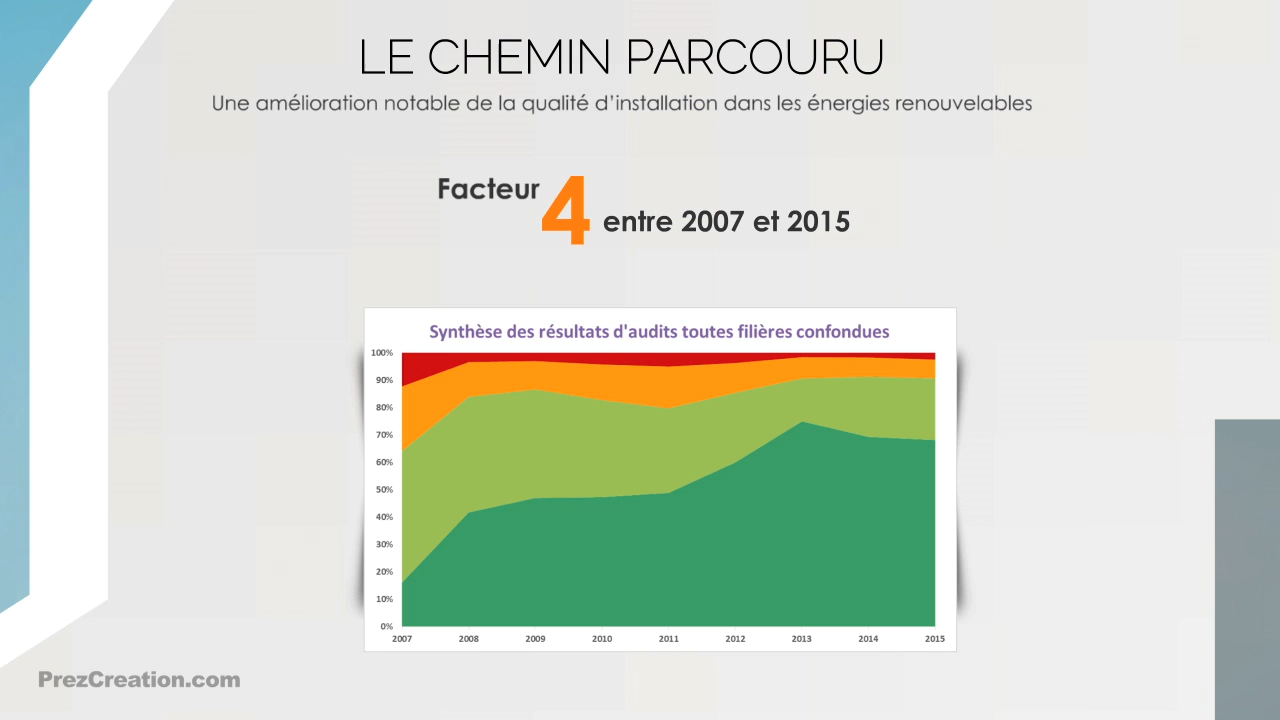 LE CHEMIN PARCOURU
Une amélioration notable de la qualité d'installation dans les énergies renouvelables
Facteur 4 entre 2007 et 2015
Synthèse des résultats d'audits toutes filières confondues
100%
90%
80%
70%
60%
50%
40%
30%
20%
10%
0%
2007 2008 2009 2010 2011 2012 2013 2014 2015
PrezCreation.com